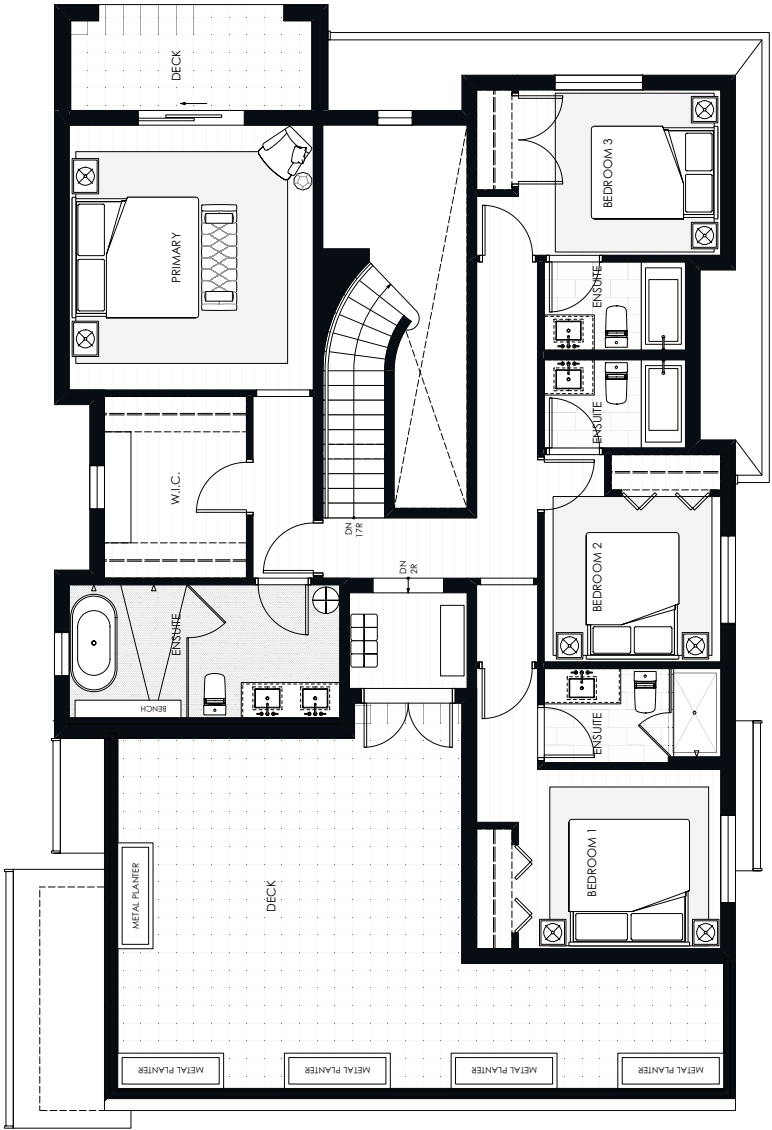 DECK
BEDROOM 3
PRIMARY
ENSUITE
ENSUITE
W.I.C.
DN
17R
DN
2R
BEDROOM 2
ENSUITE
BENCH
ENSUITE
BEDROOM 1
METAL PLANTER
DECK
METAL PLANTER
METAL PLANTER
METAL PLANTER
METAL PLANTER